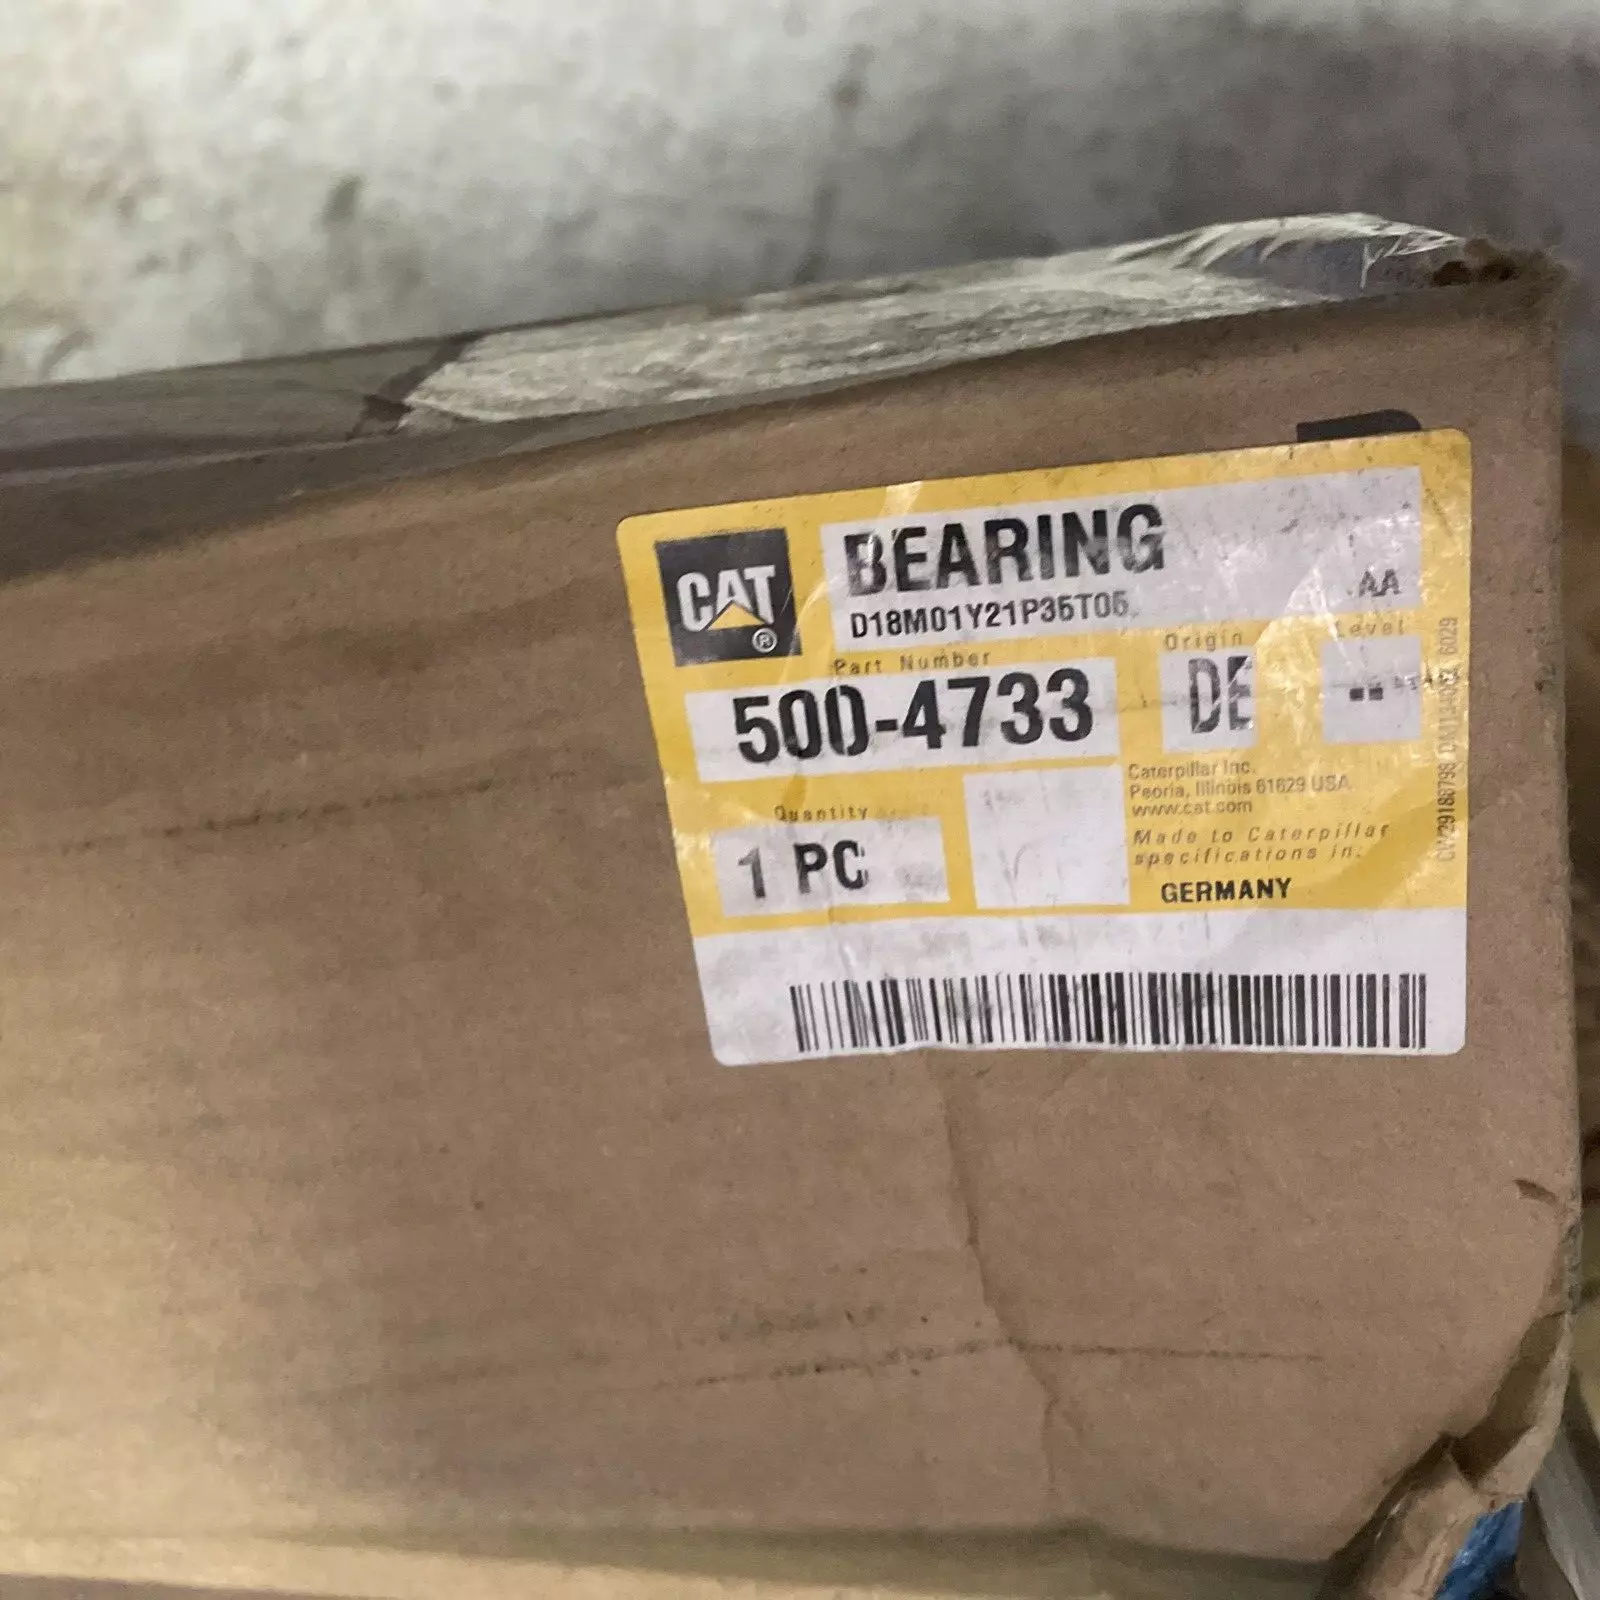 CAT
®
BEARING
AA
D18M01Y21P35T05
Part Number
Origin
Level
500-4733
DE
--
Quantity
1 PC
Caterpillar Inc.
Peoria, Illinois 61629 USA
www.cat.com
Made to Caterpillar
specifications in:
GERMANY